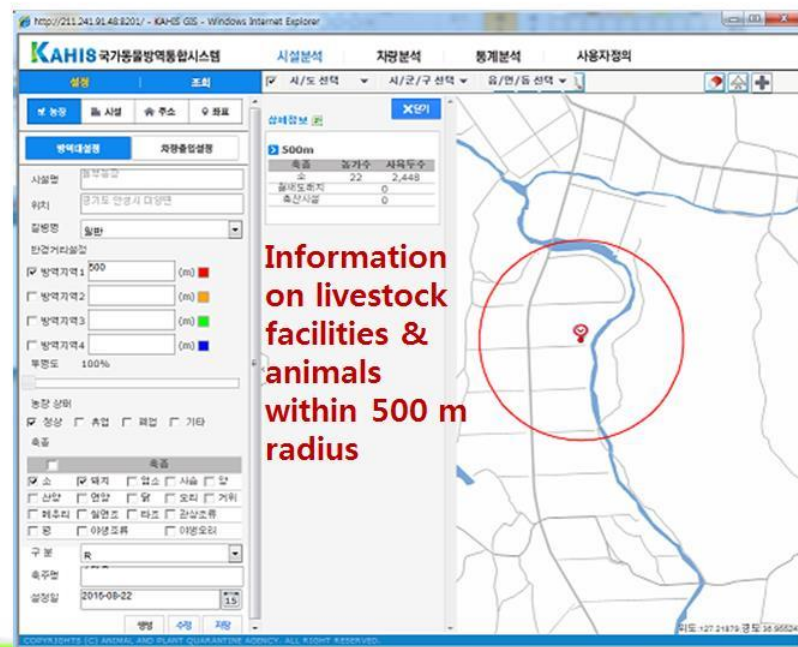 http://211.241.91.48:8201/ - KAHIS GIS - Windows Internet Explorer
KAHIS 국가동물방역통합시스템
시설분석 차량분석 통계분석 사용자정의
설정 조회
시/도 선택 시/군/구 선택 읍/면/동 선택
농장 시설 주소 좌표
방역대설정 차량출입설정
시설명
위치 경기도 안성시 미양면
질병명 일반
반경거리설정
방역지역1 500 (m)
방역지역2 (m)
방역지역3 (m)
방역지역4 (m)
투명도 100%
농장 상태
정상 휴업 폐업 기타
축종
축종
소 돼지 염소 사슴 양
산양 면양 닭 오리 거위
메추리 칠면조 타조 관상조류
꿩 야생조류 야생오리
구분 R
축주명
설정일 2016-08-22 15
생성 수정 저장
상세정보
닫기
500m
축종 농가수 사육두수
소 22 2,448
0
축산시설 0
Information
on livestock
facilities &
animals
within 500 m
radius
COPYRIGHTS (C) ANIMAL AND PLANT QUARANTINE AGENCY. ALL RIGHT RESERVED.